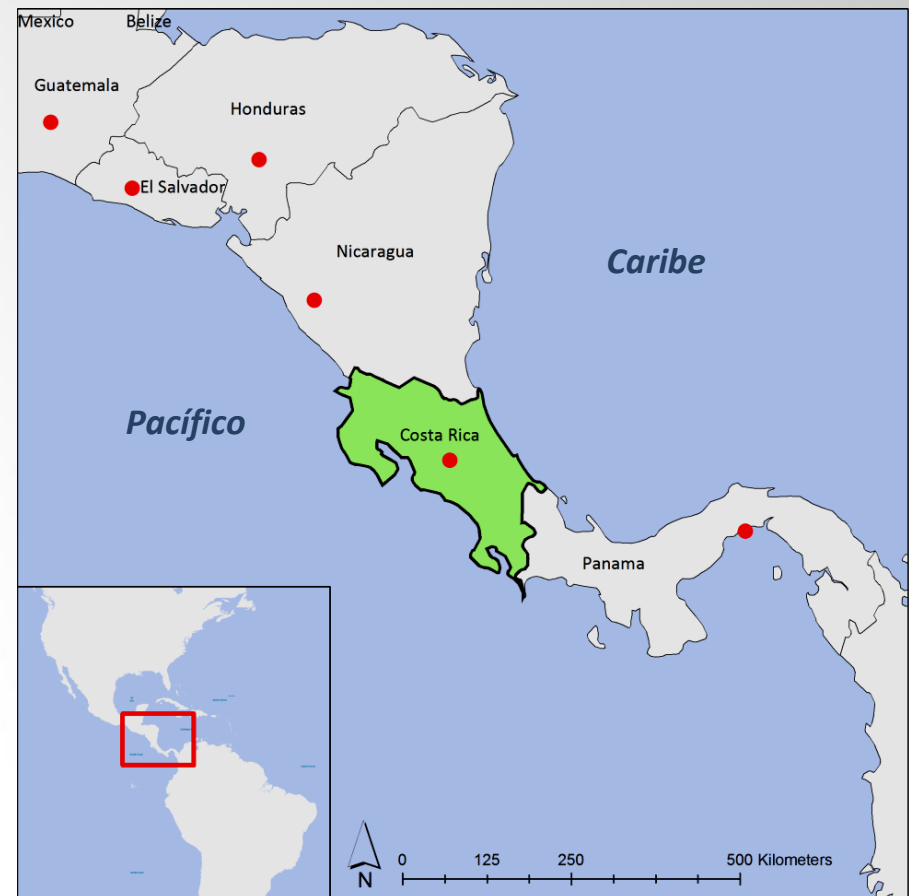 Mexico Belize
Guatemala
Honduras
El Salvador
Nicaragua
Caribe
Pacífico
Costa Rica
Panama
N
0 125 250 500 Kilometers